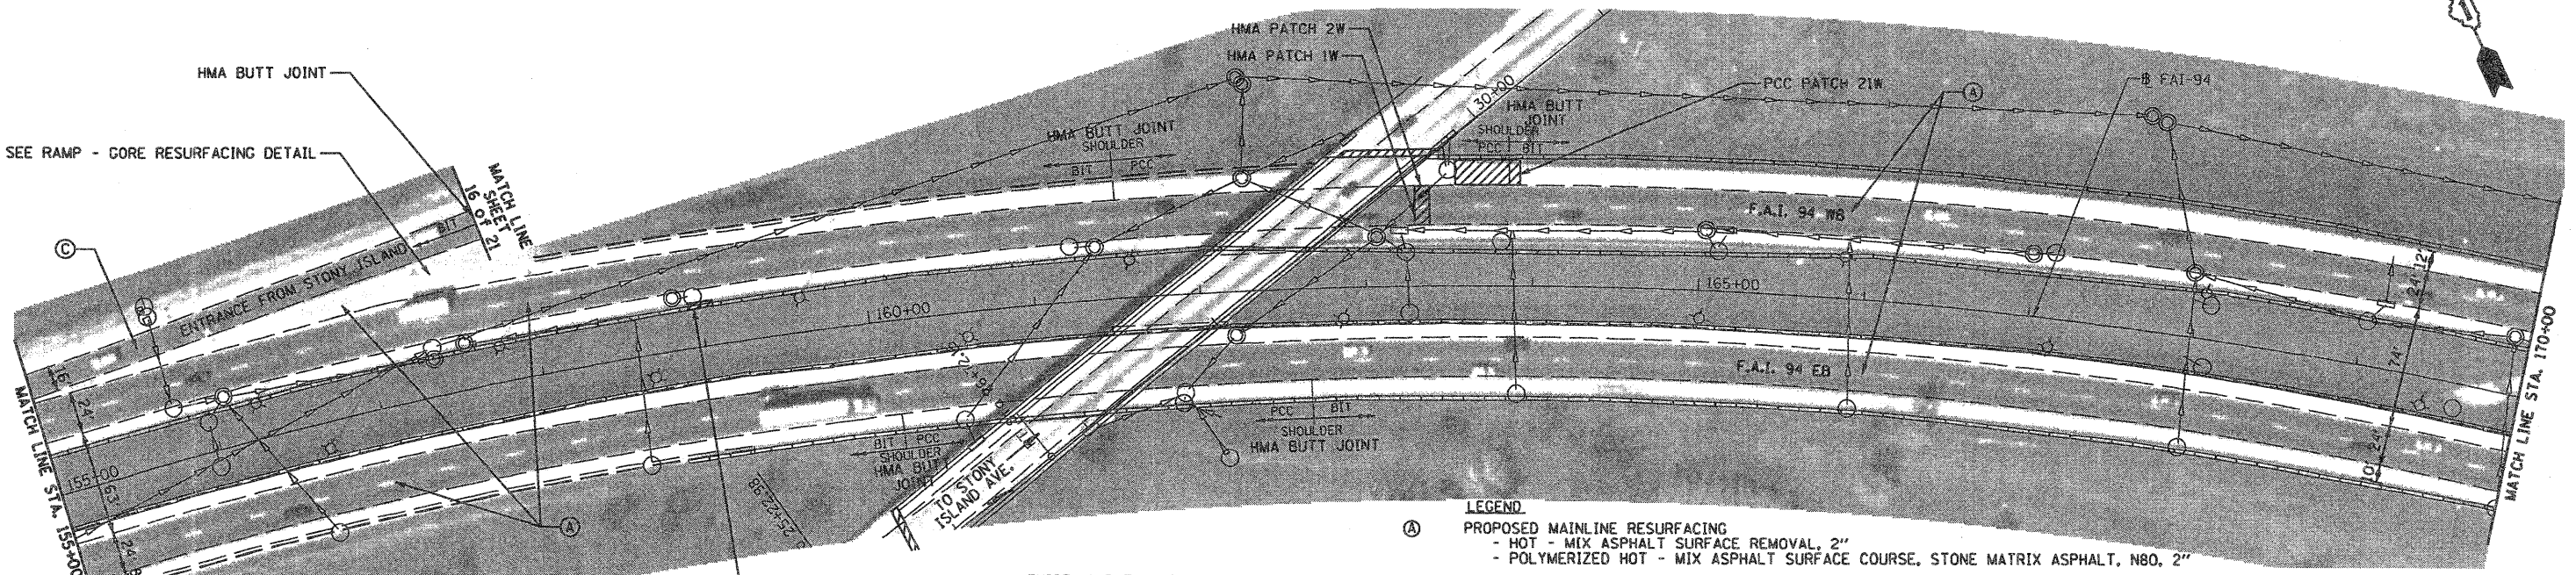 HMA PATCH 2W
HMA PATCH 1W
HMA BUTT JOINT
SEE RAMP - GORE RESURFACING DETAIL
MATCH LINE
SHEET
16 OF 21
BIT
ENTRANCE FROM STONY ISLAND
C
HMA BUTT JOINT
SHOULDER
BIT
PCC
30+00
HMA BUTT
JOINT
SHOULDER
PCC
BIT
PCC PATCH 21W
A
B FAI-94
F.A.I. 94 WB
12'
24'
74'
24'
10'
160+00
165+00
F.A.I. 94 EB
MATCH LINE STA. 170+00
16'
24'
155+00
63'
24'
MATCH LINE STA. 155+00
A
BIT
PCC
SHOULDER
HMA BUTT
JOINT
25+22.98
TO STONY
ISLAND AVE.
PCC
BIT
SHOULDER
HMA BUTT JOINT
LEGEND
A PROPOSED MAINLINE RESURFACING
- HOT - MIX ASPHALT SURFACE REMOVAL, 2"
- POLYMERIZED HOT - MIX ASPHALT SURFACE COURSE, STONE MATRIX ASPHALT, N80, 2"